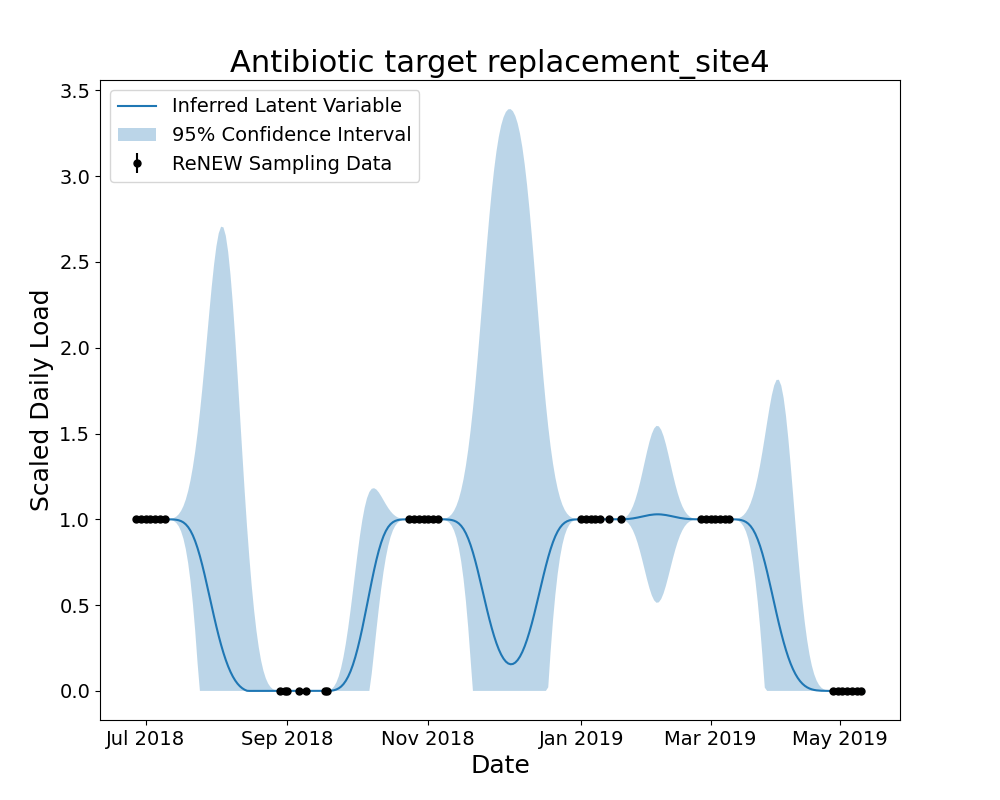 Antibiotic target replacement_site4
Inferred Latent Variable
95% Confidence Interval
ReNEW Sampling Data
3.5
3.0
2.5
2.0
1.5
1.0
0.5
0.0
Scaled Daily Load
Jul 2018 Sep 2018 Nov 2018 Jan 2019 Mar 2019 May 2019
Date